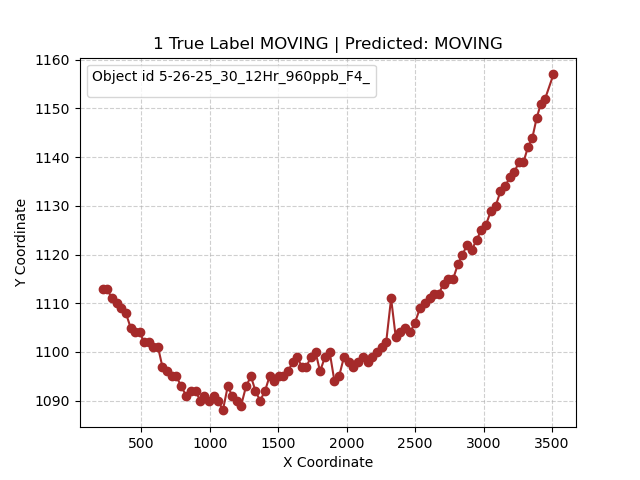 1 True Label MOVING | Predicted: MOVING
Object id 5-26-25_30_12Hr_960ppb_F4_
1160
1150
1140
1130
1120
1110
1100
1090
Y Coordinate
500 1000 1500 2000 2500 3000 3500
X Coordinate